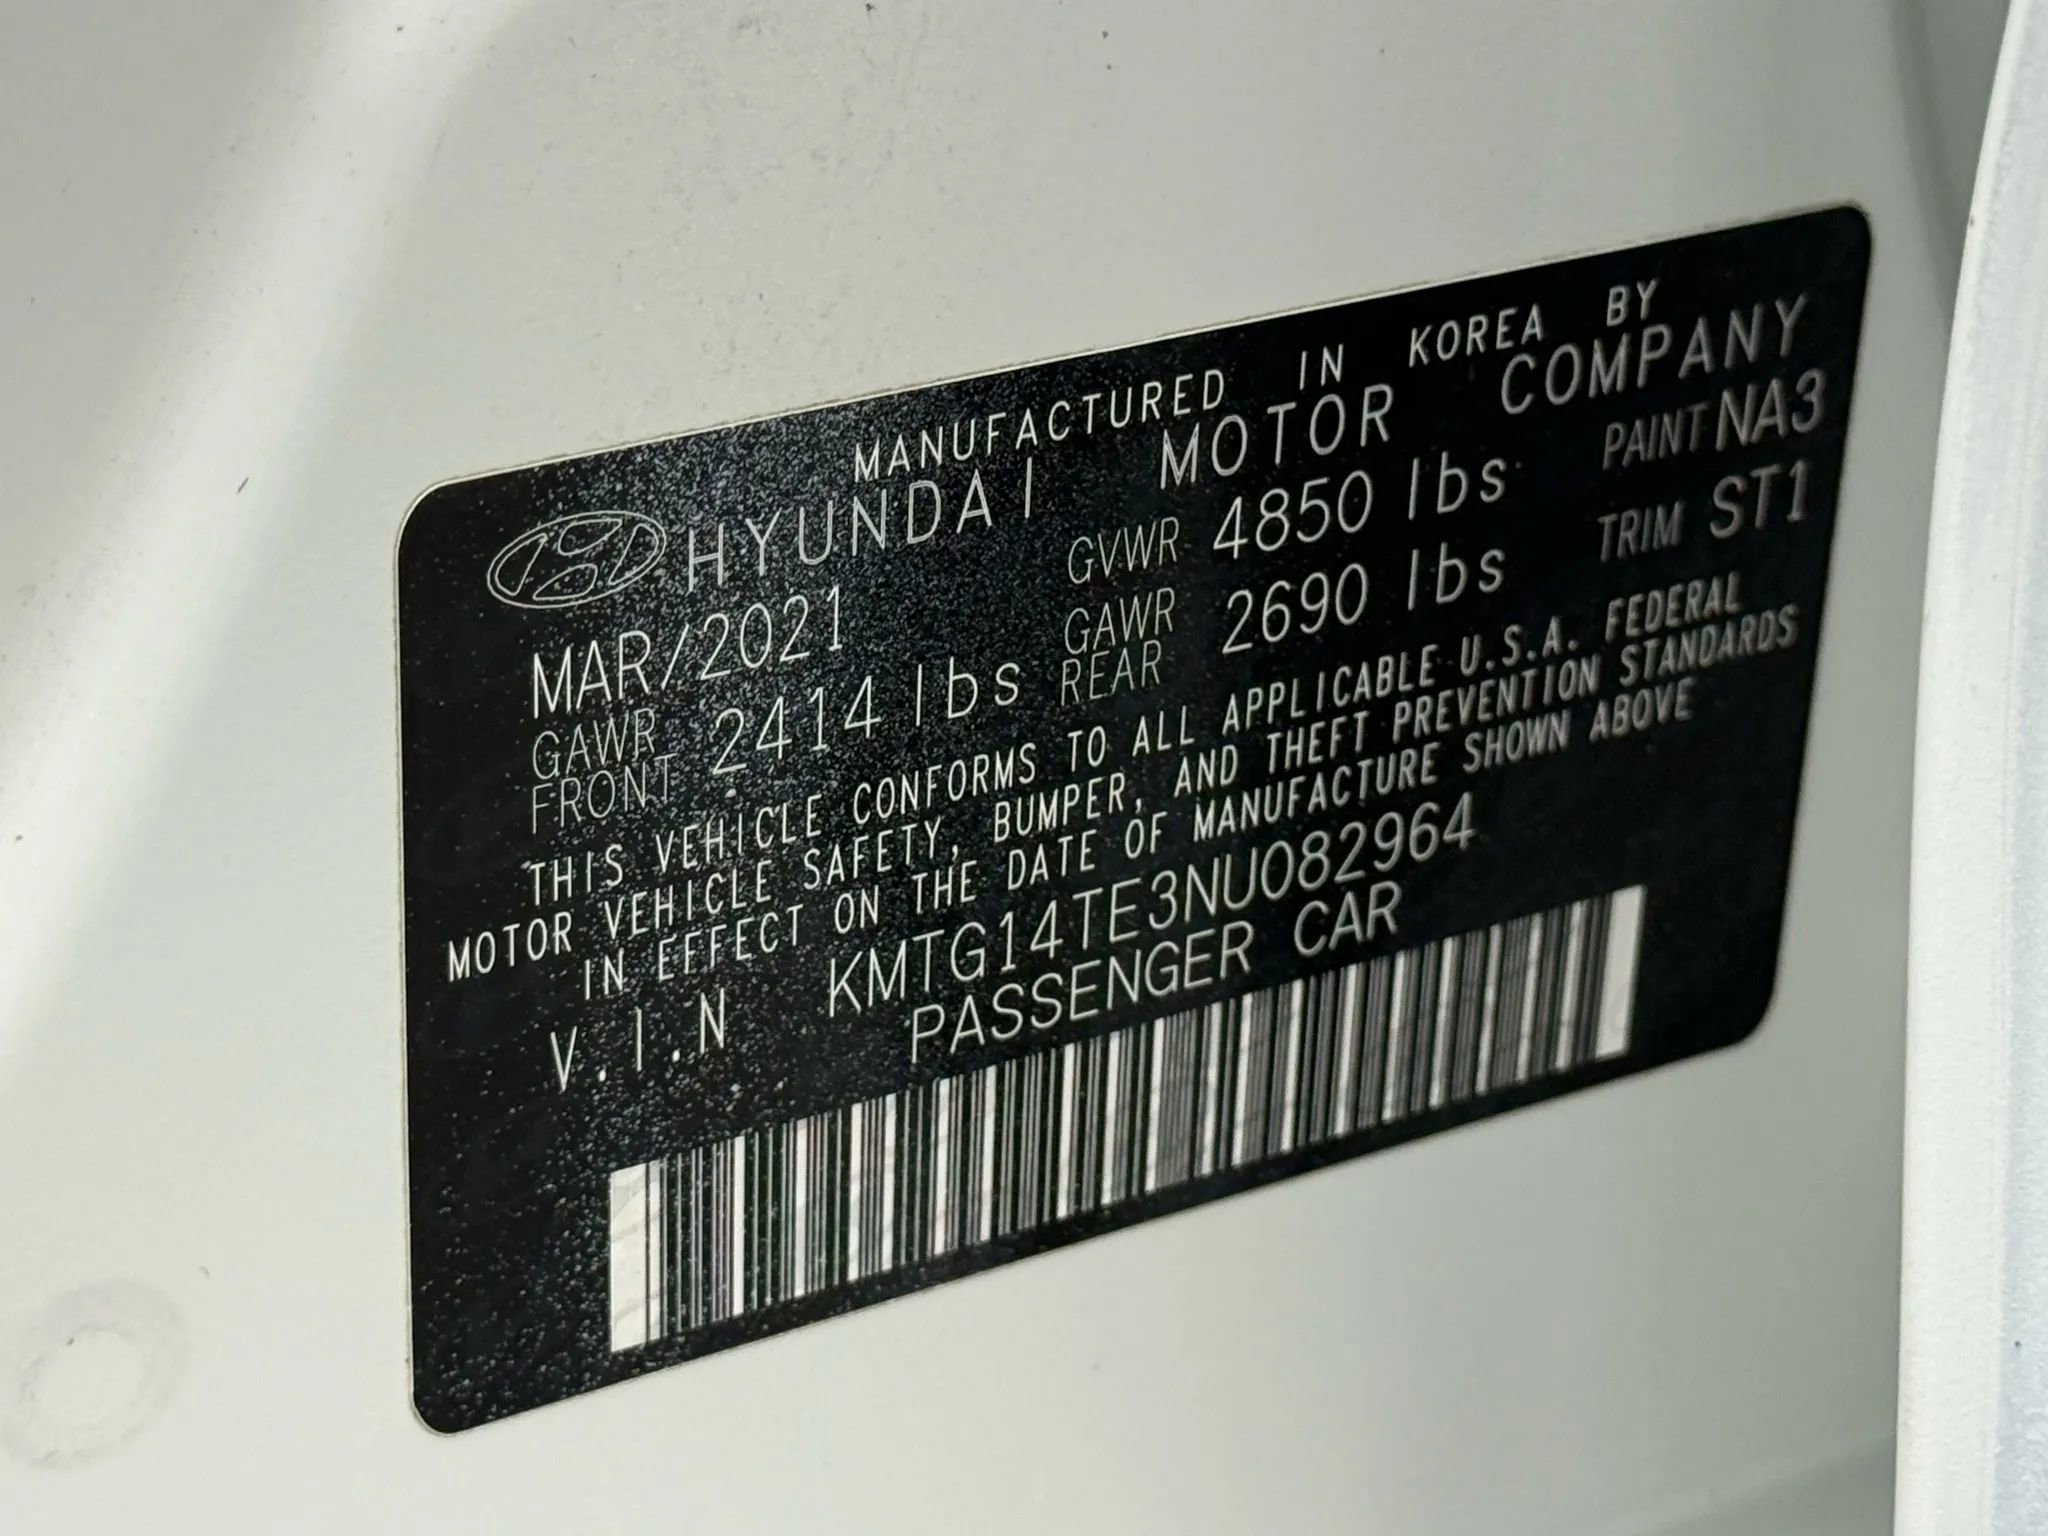 MANUFACTURED IN KOREA BY
HYUNDAI MOTOR COMPANY
MAR/2021 GVWR 4850 lbs PAINT NA3
GAWR FRONT 2414 lbs GAWR REAR 2690 lbs TRIM ST1
THIS VEHICLE CONFORMS TO ALL APPLICABLE U.S.A. FEDERAL
MOTOR VEHICLE SAFETY, BUMPER, AND THEFT PREVENTION STANDARDS
IN EFFECT ON THE DATE OF MANUFACTURE SHOWN ABOVE
V.I.N KMTG14TE3NU082964
PASSENGER CAR